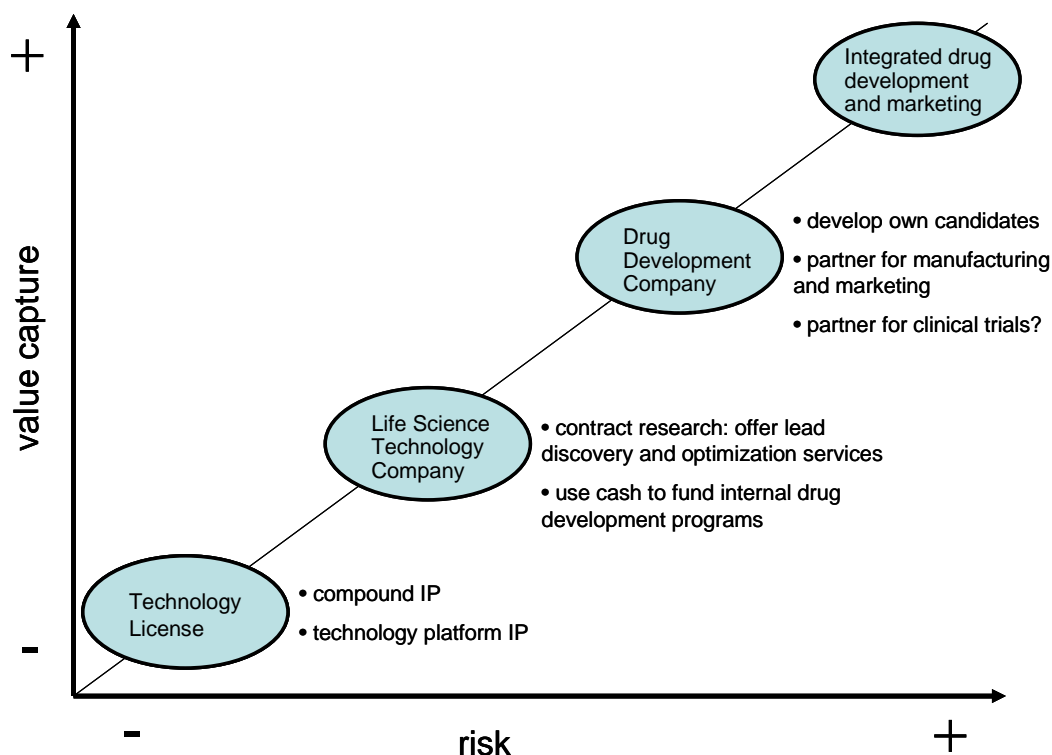 +
Integrated drug
development
and marketing
Drug
Development
Company
• develop own candidates
• partner for manufacturing
and marketing
• partner for clinical trials?
value capture
Life Science
Technology
Company
• contract research: offer lead
discovery and optimization services
• use cash to fund internal drug
development programs
Technology
License
• compound IP
• technology platform IP
-
-
risk
+